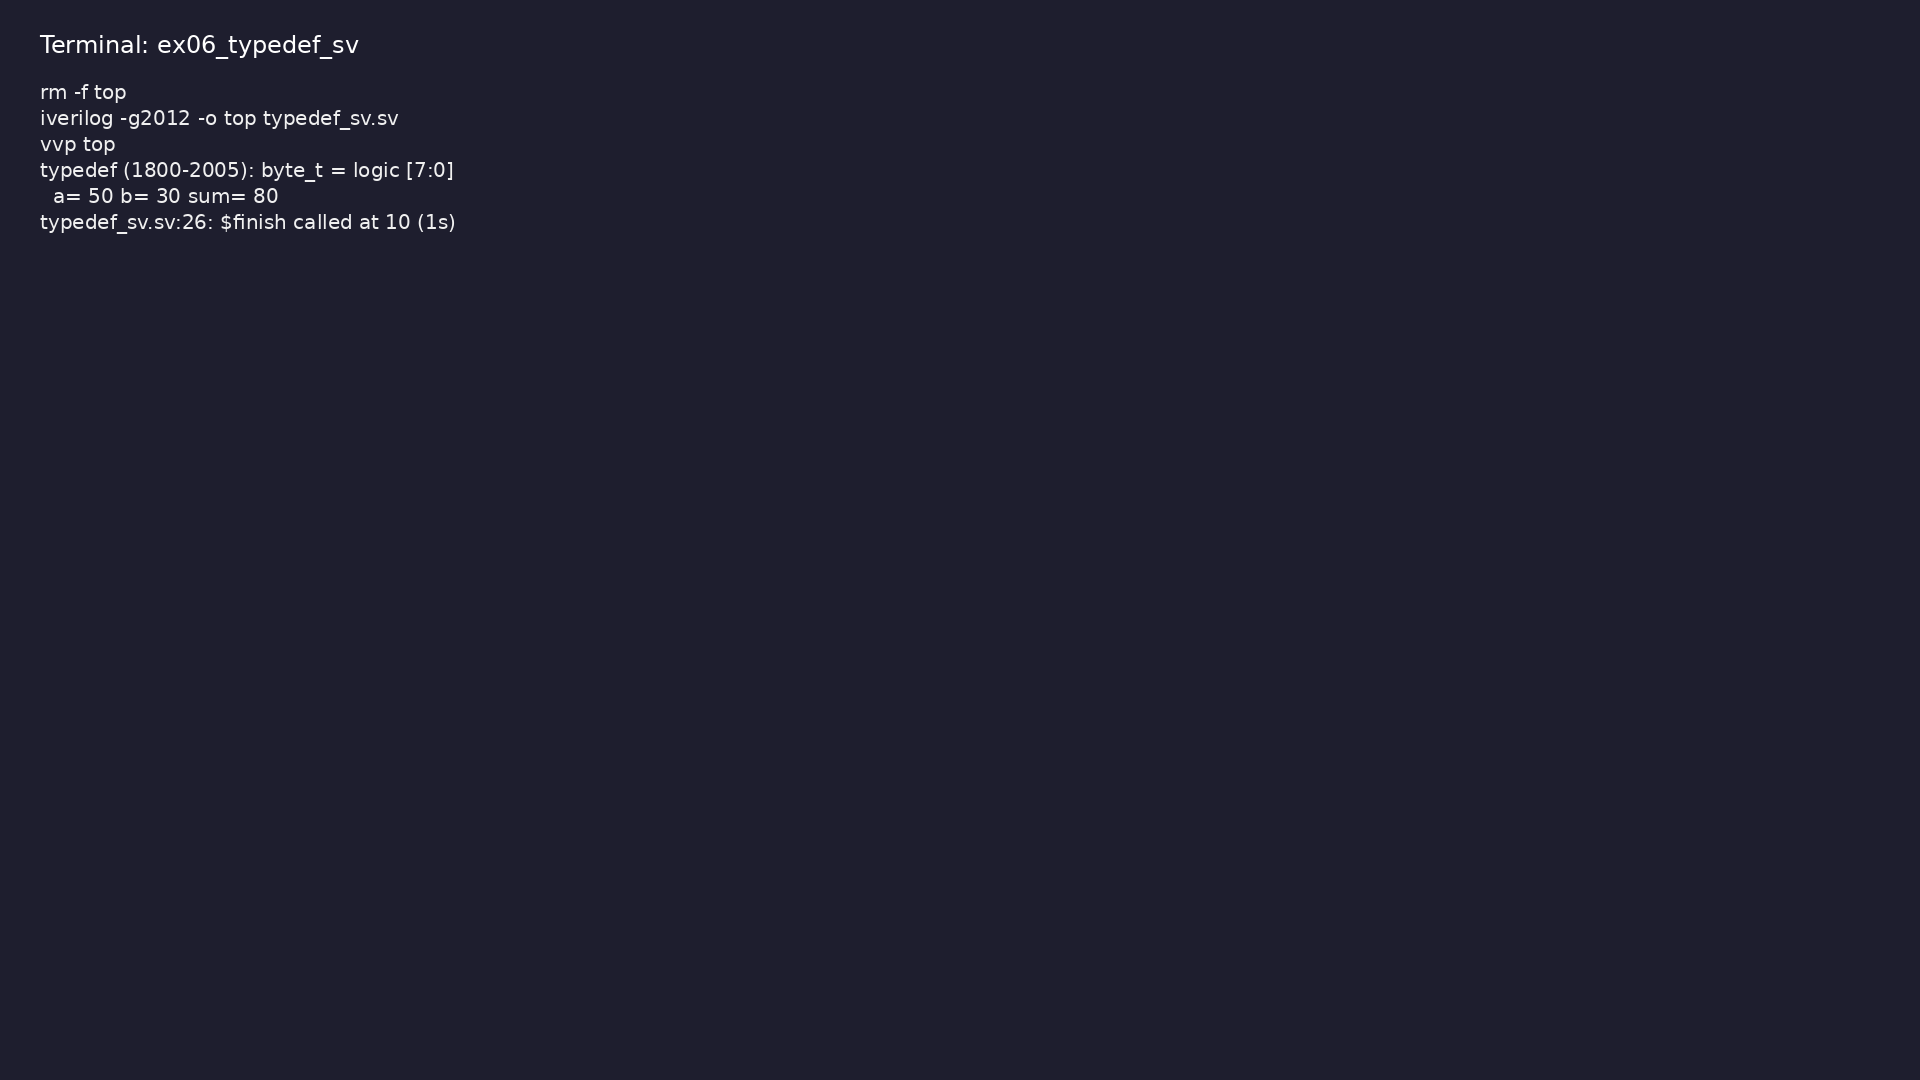 Terminal: ex06_typedef_sv
rm -f top
iverilog -g2012 -o top typedef_sv.sv
vvp top
typedef (1800-2005): byte_t = logic [7:0]
  a= 50 b= 30 sum= 80
typedef_sv.sv:26: $finish called at 10 (1s)